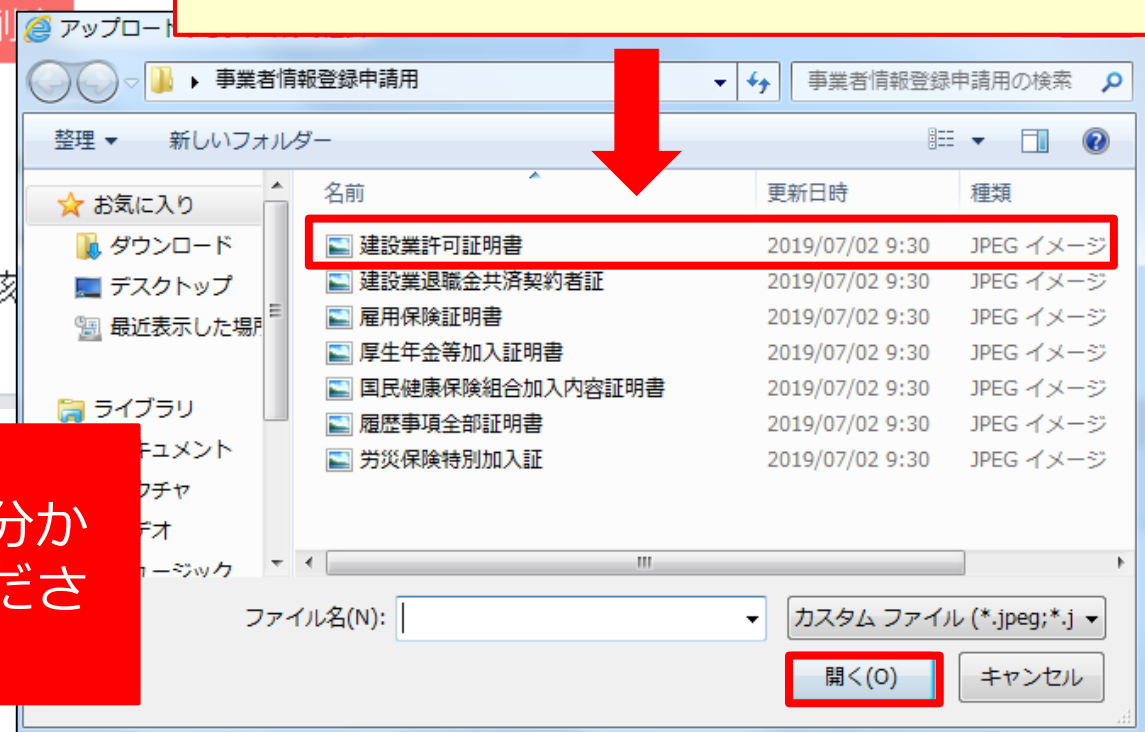 アップロード
事業者情報登録申請用
事業者情報登録申請用の検索
整理 新しいフォルダー
お気に入り
ダウンロード
デスクトップ
最近表示した場所
ライブラリ
キュメント
クチャ
デオ
ュージック
名前 更新日時 種類
建設業許可証明書 2019/07/02 9:30 JPEG イメージ
建設業退職金共済契約者証 2019/07/02 9:30 JPEG イメージ
雇用保険証明書 2019/07/02 9:30 JPEG イメージ
厚生年金等加入証明書 2019/07/02 9:30 JPEG イメージ
国民健康保険組合加入内容証明書 2019/07/02 9:30 JPEG イメージ
履歴事項全部証明書 2019/07/02 9:30 JPEG イメージ
労災保険特別加入証 2019/07/02 9:30 JPEG イメージ
分か
ださ
ファイル名(N):
カスタム ファイル (*.jpeg;*.j
開く(O) キャンセル